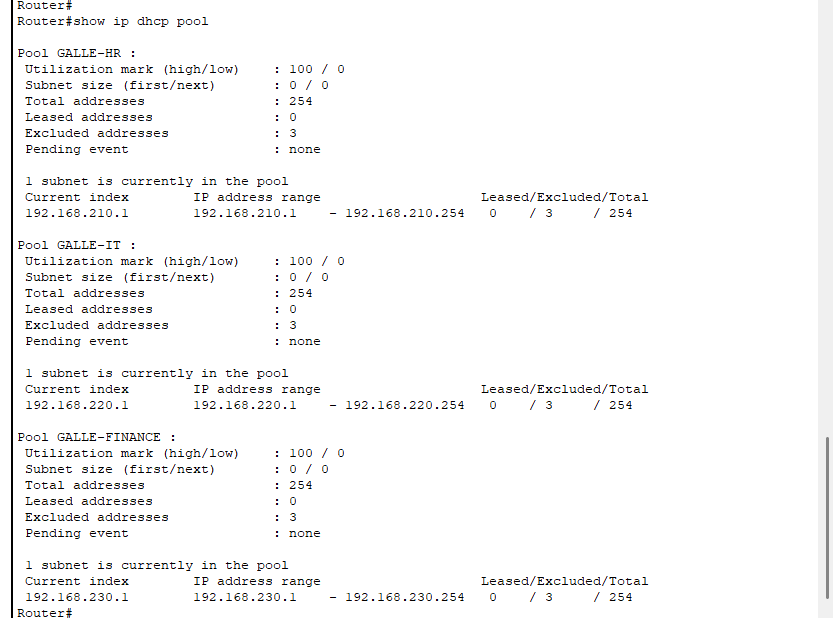 Router#
Router#show ip dhcp pool
Pool GALLE-HR :
Utilization mark (high/low) : 100 / 0
Subnet size (first/next) : 0 / 0
Total addresses : 254
Leased addresses : 0
Excluded addresses : 3
Pending event : none
1 subnet is currently in the pool
Current index IP address range Leased/Excluded/Total
192.168.210.1 192.168.210.1 - 192.168.210.254 0 / 3 / 254
Pool GALLE-IT :
Utilization mark (high/low) : 100 / 0
Subnet size (first/next) : 0 / 0
Total addresses : 254
Leased addresses : 0
Excluded addresses : 3
Pending event : none
1 subnet is currently in the pool
Current index IP address range Leased/Excluded/Total
192.168.220.1 192.168.220.1 - 192.168.220.254 0 / 3 / 254
Pool GALLE-FINANCE :
Utilization mark (high/low) : 100 / 0
Subnet size (first/next) : 0 / 0
Total addresses : 254
Leased addresses : 0
Excluded addresses : 3
Pending event : none
1 subnet is currently in the pool
Current index IP address range Leased/Excluded/Total
192.168.230.1 192.168.230.1 - 192.168.230.254 0 / 3 / 254
Router#